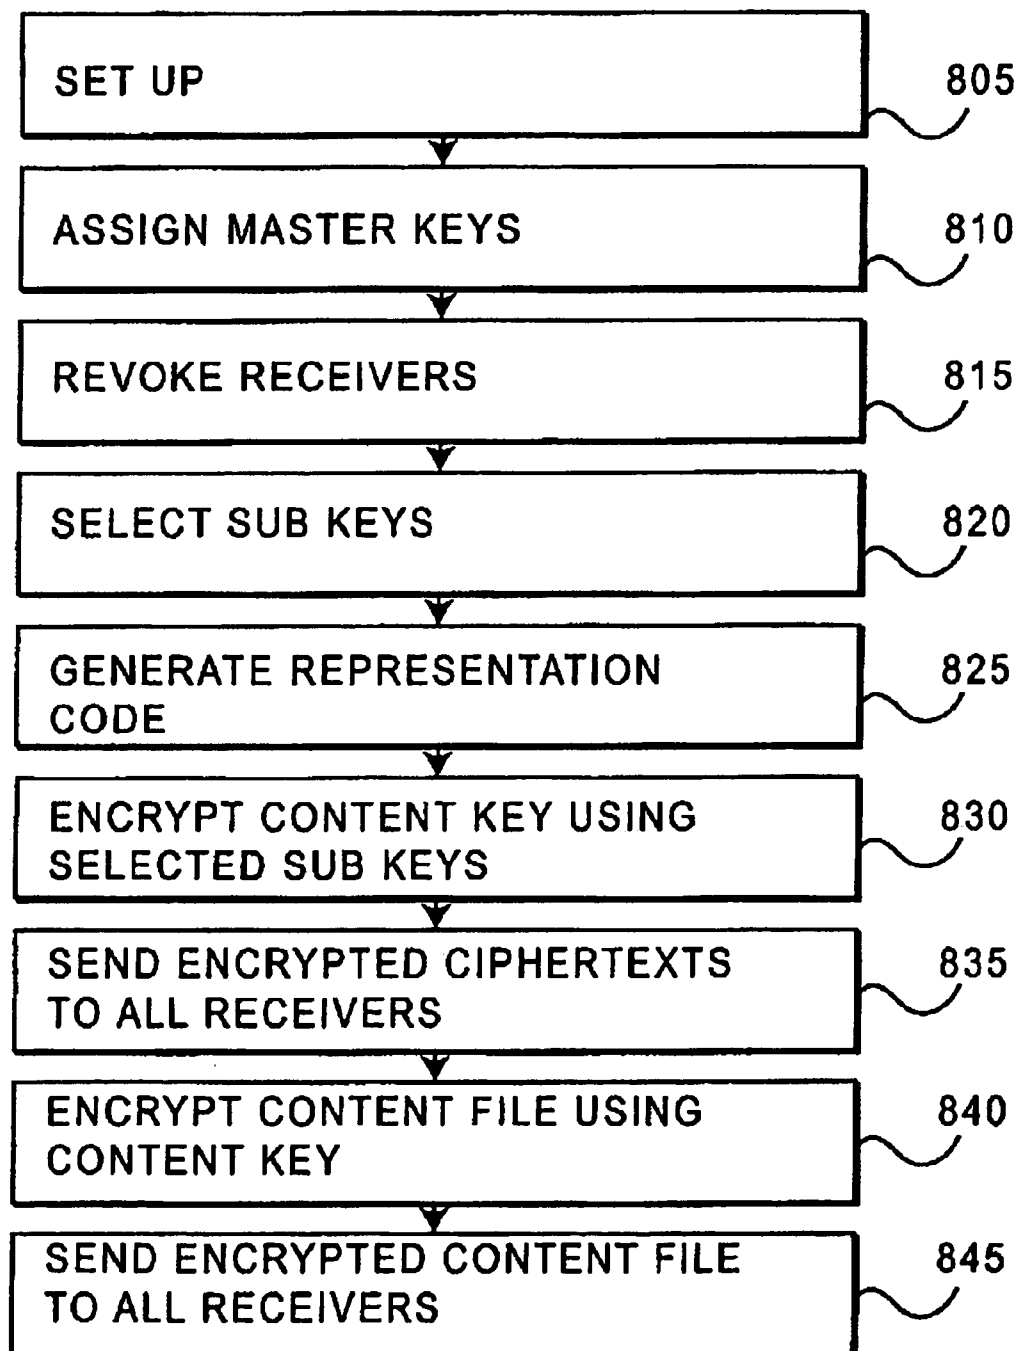 SET UP
805
ASSIGN MASTER KEYS
810
REVOKE RECEIVERS
815
SELECT SUB KEYS
820
GENERATE REPRESENTATION
CODE
825
ENCRYPT CONTENT KEY USING
SELECTED SUB KEYS
830
SEND ENCRYPTED CIPHERTEXTS
TO ALL RECEIVERS
835
ENCRYPT CONTENT FILE USING
CONTENT KEY
840
SEND ENCRYPTED CONTENT FILE
TO ALL RECEIVERS
845